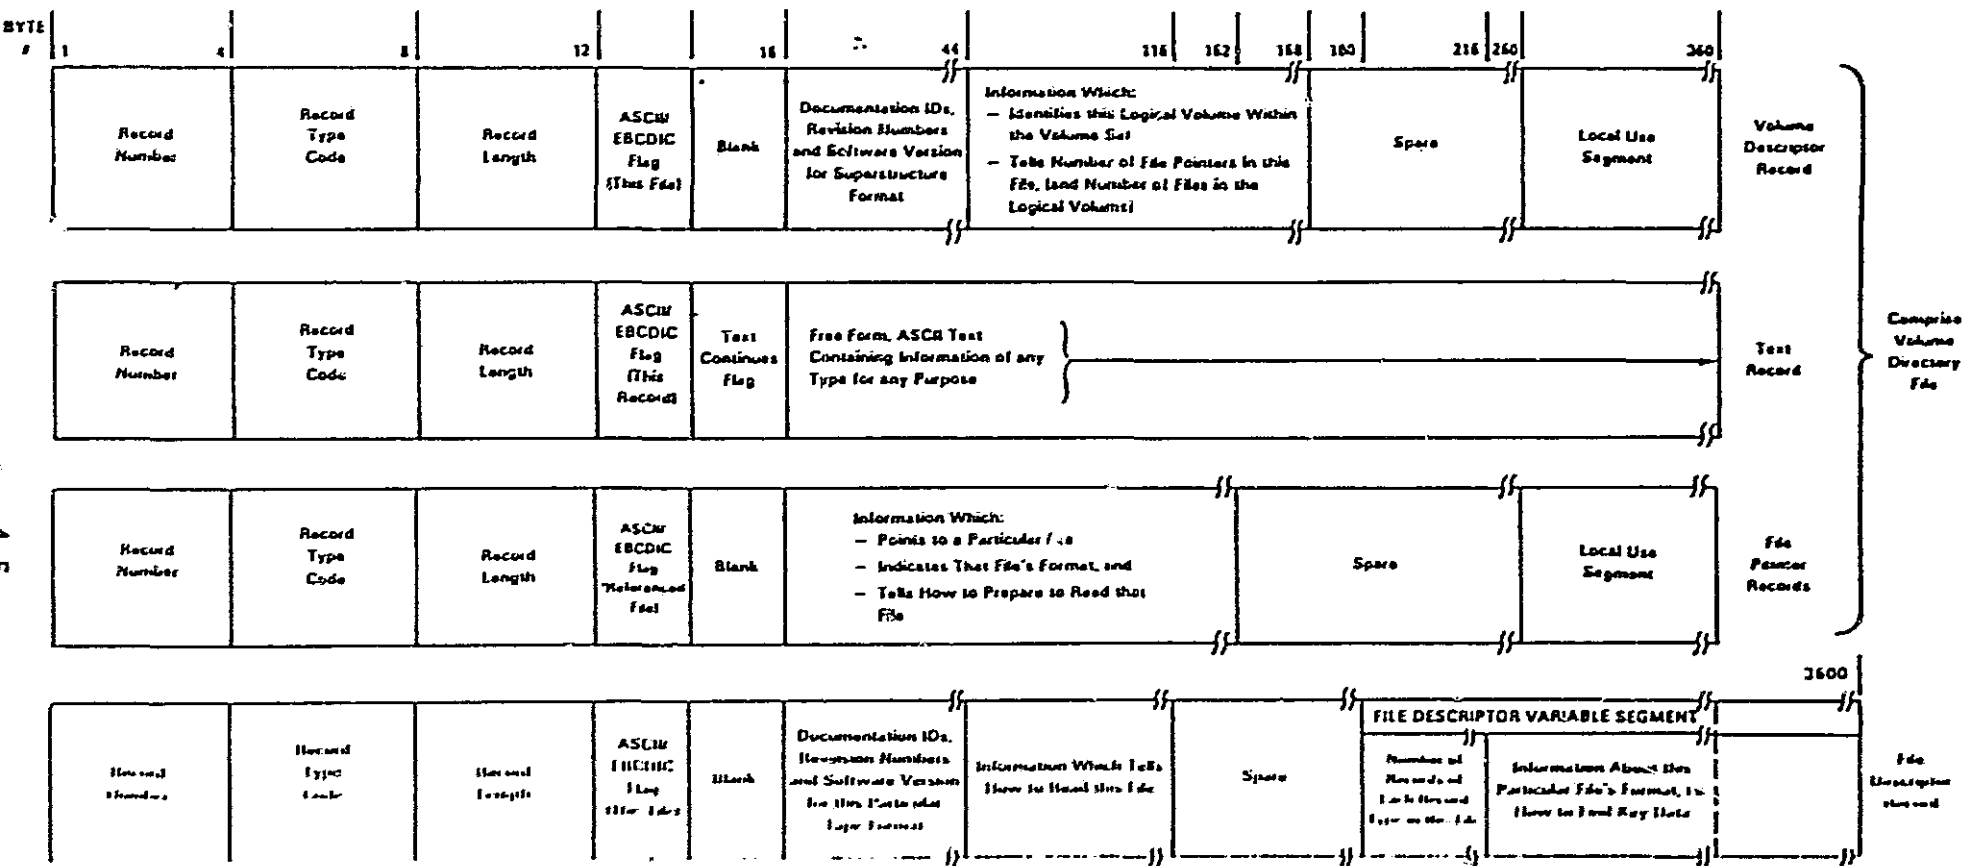 BYTE
#
1 4 8 12 16 44 116 162 168 180 216 260 360
Record
Number
Record
Type
Code
Record
Length
ASCII/
EBCDIC
Flag
(This File)
Blank
Documentation IDs,
Revision Numbers
and Software Version
for Superstructure
Format
Information Which:
– Identifies this Logical Volume Within
the Volume Set
– Tells Number of File Pointers in this
File, (and Number of Files in the
Logical Volume)
Spare
Local Use
Segment
Volume
Descriptor
Record
Record
Number
Record
Type
Code
Record
Length
ASCII/
EBCDIC
Flag
(This
Record)
Text
Continues
Flag
Free Form, ASCII Text
Containing Information of any
Type for any Purpose
Text
Record
Comprise
Volume
Directory
File
Record
Number
Record
Type
Code
Record
Length
ASCII/
EBCDIC
Flag
(Referenced
File)
Blank
Information Which:
– Points to a Particular
– Indicates That File's Format, and
– Tells How to Prepare to Read that
File
Spare
Local Use
Segment
File
Pointer
Records
3600
Record
Number
Record
Type
Code
Record
Length
ASCII/
EBCDIC
Flag
Blank
Documentation IDs,
Revision Numbers
and Software Version
for this Particular
Format
Information Which Tells
How to Read this File
Spare
FILE DESCRIPTOR VARIABLE SEGMENT
Number of
Records of
Each Record
Type in this File
Information About this
Particular File's Format,
How to Find Key Data
File
Descriptor
Record